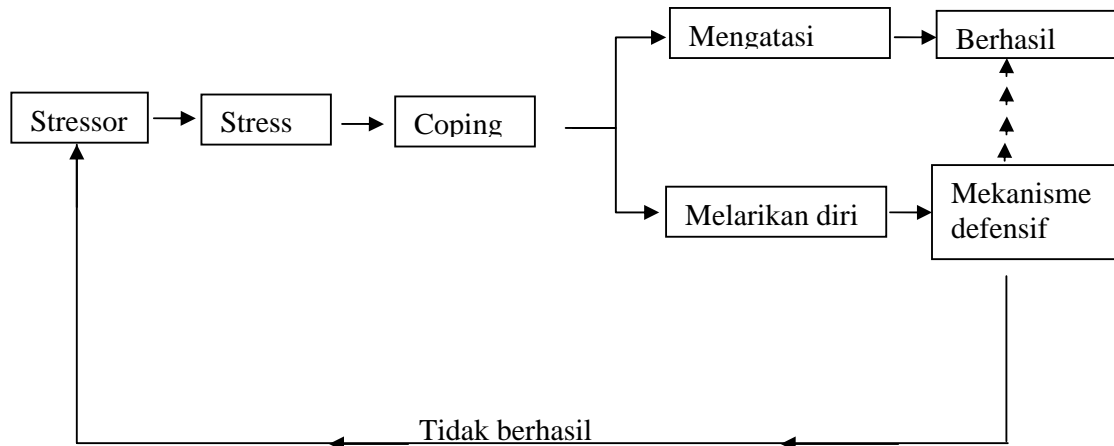 Mengatasi
Berhasil
Stressor
Stress
Coping
Melarikan diri
Mekanisme
defensif
Tidak berhasil